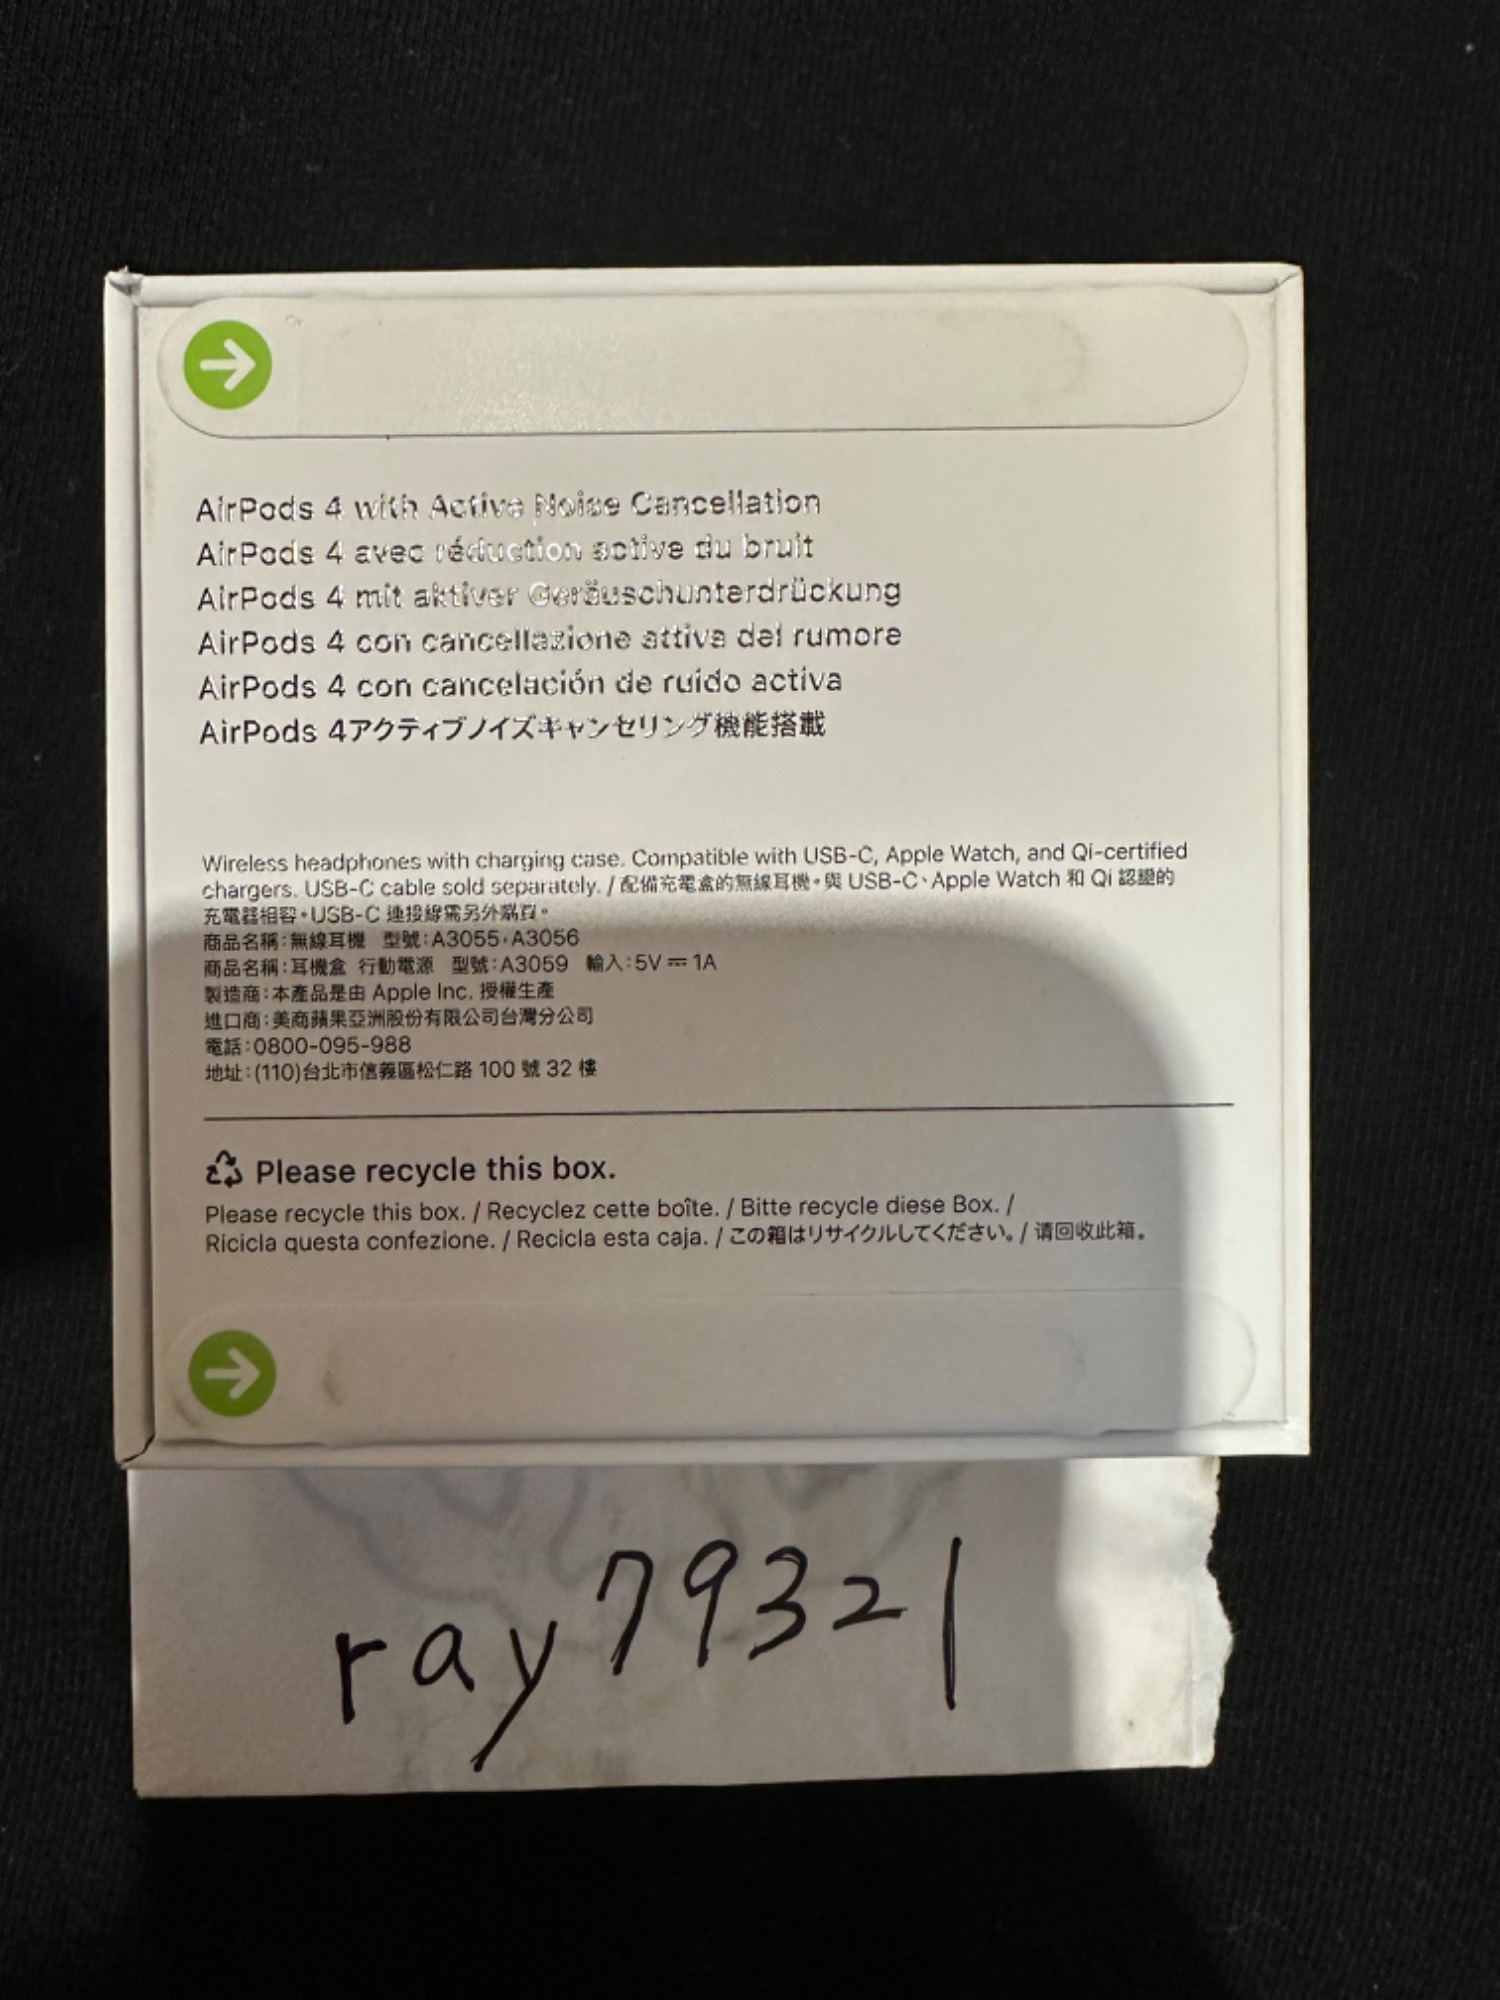 AirPods 4 with Active Noise Cancellation
AirPods 4 avec réduction active du bruit
AirPods 4 mit aktiver Geräuschunterdrückung
AirPods 4 con cancellazione attiva del rumore
AirPods 4 con cancelación de ruido activa
AirPods 4アクティブノイズキャンセリング機能搭載
Wireless headphones with charging case. Compatible with USB-C, Apple Watch, and Qi-certified
chargers. USB-C cable sold separately. / 配備充電盒的無線耳機。與 USB-C、Apple Watch 和 Qi 認證的
充電器相容。USB-C 連接線需另外購買。
商品名稱:無線耳機 型號:A3055、A3056
商品名稱:耳機盒 行動電源 型號:A3059 輸入:5V ⎓ 1A
製造商:本產品是由 Apple Inc. 授權生產
進口商:美商蘋果亞洲股份有限公司台灣分公司
電話:0800-095-988
地址:(110)台北市信義區松仁路 100 號 32 樓
Please recycle this box.
Please recycle this box. / Recyclez cette boîte. / Bitte recycle diese Box. /
Ricicla questa confezione. / Recicla esta caja. / この箱はリサイクルしてください。/ 请回收此箱。
ray79321